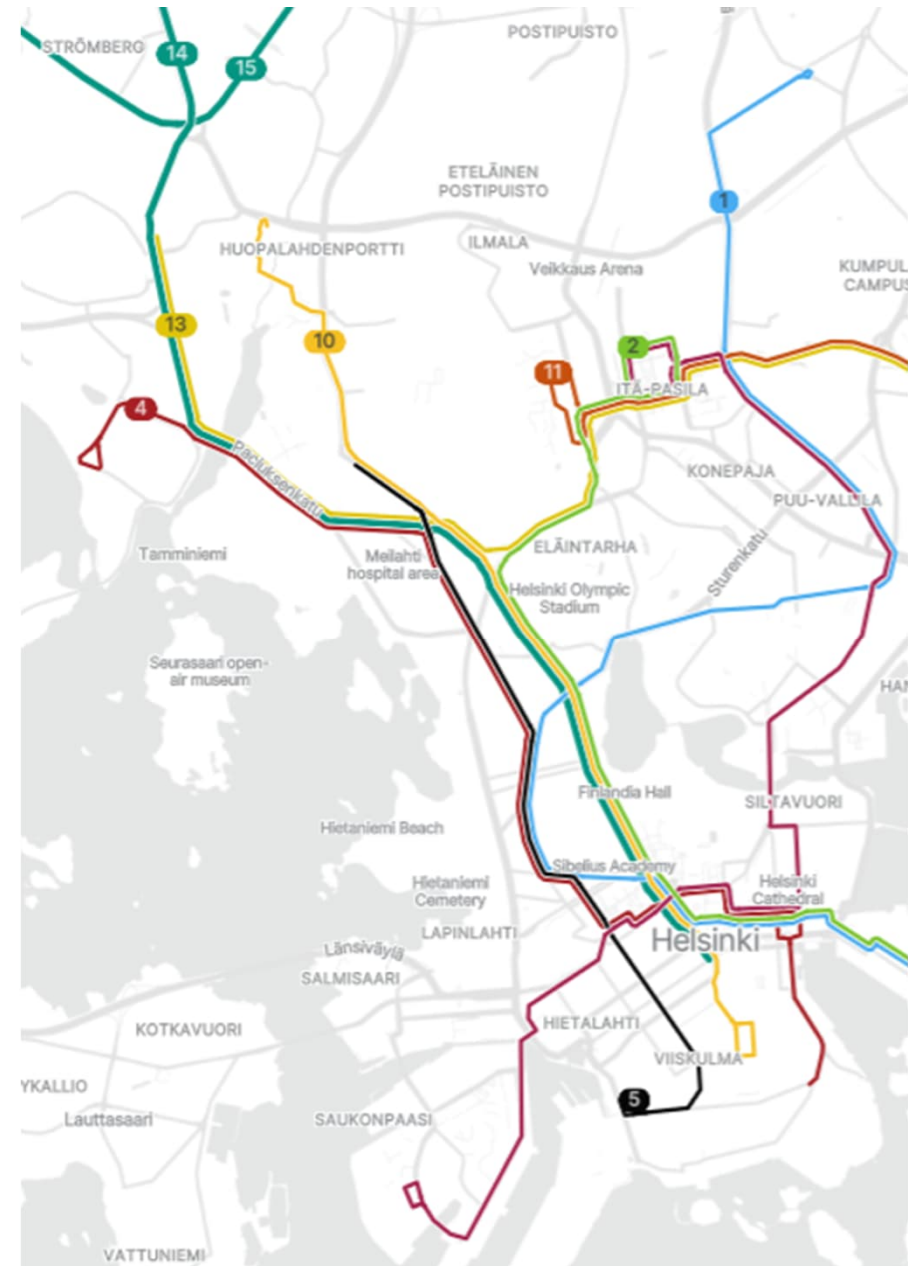 STRÖMBERG
14
15
POSTIPUISTO
ETELÄINEN
POSTIPUISTO
1
HUOPALAHDENPORTTI
ILMALA
Veikkaus Arena
KUMPUL
CAMPUS
13
10
2
11
ITÄ-PASILA
4
Paciuksenkatu
KONEPAJA
PUU-VALLILA
Tamminiemi
Meilahti
hospital area
ELÄINTARHA
Sturenkatu
Helsinki Olympic
Stadium
Seurasaari open-
air museum
HAN
Finlandia Hall
SILTAVUORI
Hietaniemi Beach
Sibelius Academy
Hietaniemi
Cemetery
Helsinki
Cathedral
LAPINLAHTI
Helsinki
Länsiväylä
SALMISAARI
KOTKAVUORI
HIETALAHTI
VIISKULMA
YKALLIO
5
Lauttasaari
SAUKONPAASI
VATTUNIEMI